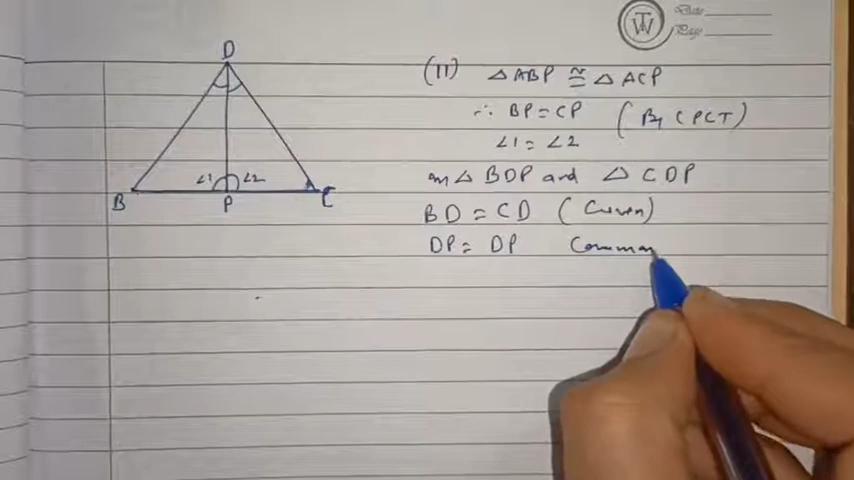 Date
Page
TW
D
∠1 ∠2
B P C
(II) △ABP ≅ △ACP
∴ BP = CP (By CPCT)
∠1 = ∠2
in △ BDP and △ CDP
BD = CD (Given)
DP = DP Common